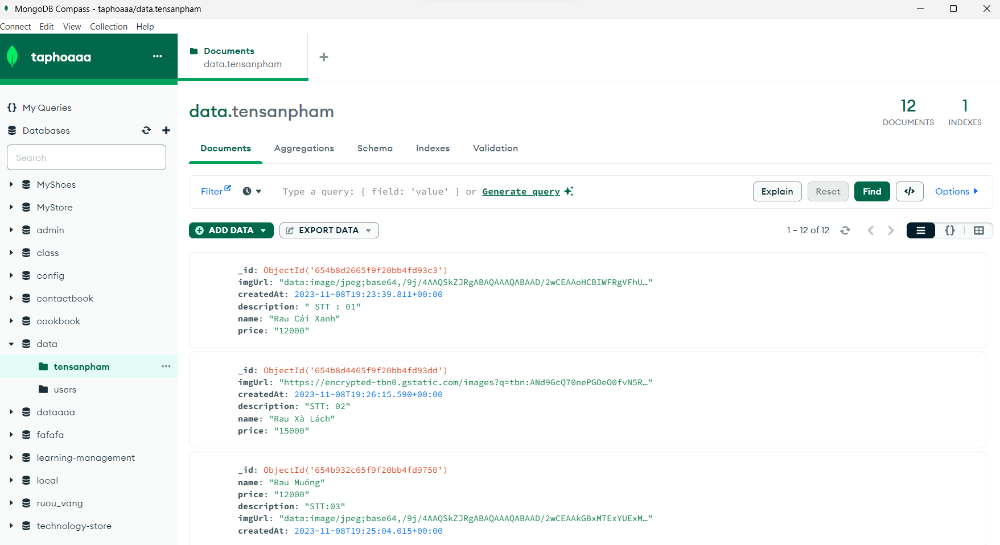 MongoDB Compass - taphoaaa/data.tensanpham
Connect Edit View Collection Help
taphoaaa
My Queries
Databases
Search
MyShoes
MyStore
admin
class
config
contactbook
cookbook
data
tensanpham
users
dataaaa
fafafa
learning-management
local
ruou_vang
technology-store
Documents
data.tensanpham
data.tensanpham
12
DOCUMENTS
1
INDEXES
Documents Aggregations Schema Indexes Validation
Filter Type a query: { field: 'value' } or Generate query Explain Reset Find </> Options
ADD DATA EXPORT DATA 1 – 12 of 12 {}
_id: ObjectId('654b8d2665f9f20bb4fd93c3')
imgUrl: "data:image/jpeg;base64,/9j/4AAQSkZJRgABAQAAAQABAAD/2wCEAAoHCBIWFRgVFhU…"
createdAt: 2023-11-08T19:23:39.811+00:00
description: " STT : 01"
name: "Rau Cải Xanh"
price: "12000"
_id: ObjectId('654b8d4465f9f20bb4fd93dd')
imgUrl: "https://encrypted-tbn0.gstatic.com/images?q=tbn:ANd9GcQ70nePGOeO0fvN5R…"
createdAt: 2023-11-08T19:26:15.590+00:00
description: "STT: 02"
name: "Rau Xà Lách"
price: "15000"
_id: ObjectId('654b932c65f9f20bb4fd9750')
name: "Rau Muống"
price: "12000"
description: "STT:03"
imgUrl: "data:image/jpeg;base64,/9j/4AAQSkZJRgABAQAAAQABAAD/2wCEAAkGBxMTExYUExM…"
createdAt: 2023-11-08T19:25:04.015+00:00